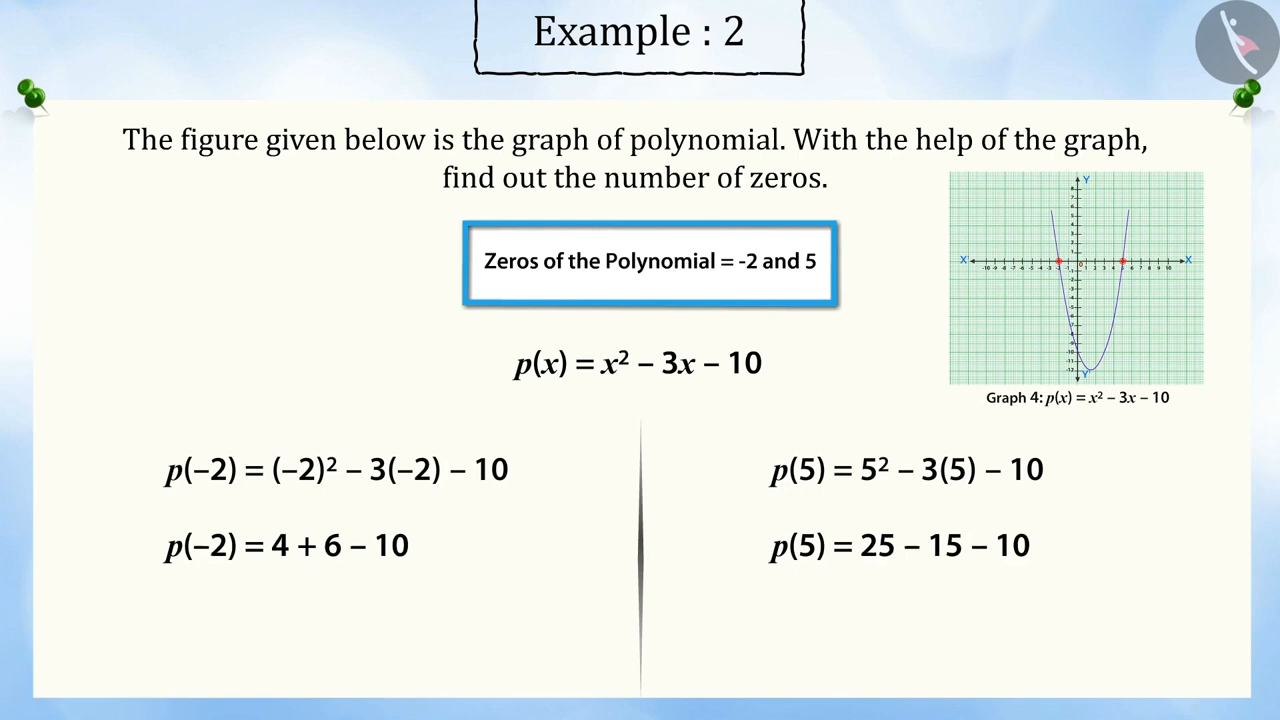 Example : 2
The figure given below is the graph of polynomial. With the help of the graph,
find out the number of zeros.
Zeros of the Polynomial = -2 and 5
p(x) = x² – 3x – 10
Y
X' X
Y'
Graph 4: p(x) = x² – 3x – 10
p(–2) = (–2)² – 3(–2) – 10
p(–2) = 4 + 6 – 10
p(5) = 5² – 3(5) – 10
p(5) = 25 – 15 – 10